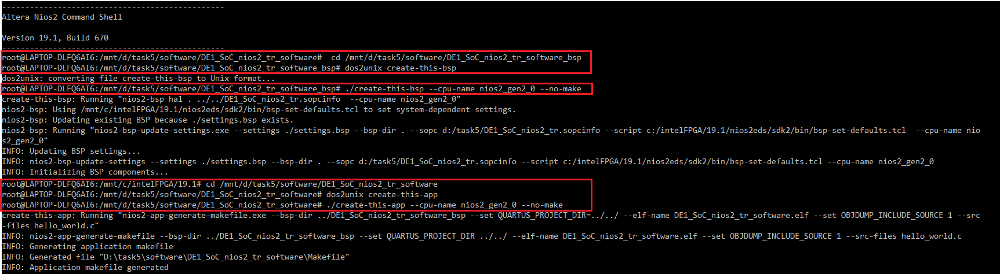 ------------------------------------------------
Altera Nios2 Command Shell
Version 19.1, Build 670
------------------------------------------------
root@LAPTOP-DLFQ6AI6:/mnt/d/task5/software/DE1_SoC_nios2_tr_software#  cd /mnt/d/task5/software/DE1_SoC_nios2_tr_software_bsp
root@LAPTOP-DLFQ6AI6:/mnt/d/task5/software/DE1_SoC_nios2_tr_software_bsp# dos2unix create-this-bsp
dos2unix: converting file create-this-bsp to Unix format...
root@LAPTOP-DLFQ6AI6:/mnt/d/task5/software/DE1_SoC_nios2_tr_software_bsp# ./create-this-bsp --cpu-name nios2_gen2_0 --no-make
create-this-bsp: Running "nios2-bsp hal . ../../DE1_SoC_nios2_tr.sopcinfo  --cpu-name nios2_gen2_0"
nios2-bsp: Using /mnt/c/intelFPGA/19.1/nios2eds/sdk2/bin/bsp-set-defaults.tcl to set system-dependent settings.
nios2-bsp: Updating existing BSP because ./settings.bsp exists.
nios2-bsp: Running "nios2-bsp-update-settings.exe --settings ./settings.bsp --bsp-dir . --sopc d:/task5/DE1_SoC_nios2_tr.sopcinfo --script c:/intelFPGA/19.1/nios2eds/sdk2/bin/bsp-set-defaults.tcl  --cpu-name nio
s2_gen2_0"
INFO: Updating BSP settings...
INFO: nios2-bsp-update-settings --settings ./settings.bsp --bsp-dir . --sopc d:/task5/DE1_SoC_nios2_tr.sopcinfo --script c:/intelFPGA/19.1/nios2eds/sdk2/bin/bsp-set-defaults.tcl --cpu-name nios2_gen2_0
INFO: Initializing BSP components...
root@LAPTOP-DLFQ6AI6:/mnt/c/intelFPGA/19.1# cd /mnt/d/task5/software/DE1_SoC_nios2_tr_software
root@LAPTOP-DLFQ6AI6:/mnt/d/task5/software/DE1_SoC_nios2_tr_software# dos2unix create-this-app
root@LAPTOP-DLFQ6AI6:/mnt/d/task5/software/DE1_SoC_nios2_tr_software# ./create-this-app --cpu-name nios2_gen2_0 --no-make
create-this-app: Running "nios2-app-generate-makefile.exe --bsp-dir ../DE1_SoC_nios2_tr_software_bsp --set QUARTUS_PROJECT_DIR=../../ --elf-name DE1_SoC_nios2_tr_software.elf --set OBJDUMP_INCLUDE_SOURCE 1 --src
-files hello_world.c"
INFO: nios2-app-generate-makefile --bsp-dir ../DE1_SoC_nios2_tr_software_bsp --set QUARTUS_PROJECT_DIR ../../ --elf-name DE1_SoC_nios2_tr_software.elf --set OBJDUMP_INCLUDE_SOURCE 1 --src-files hello_world.c
INFO: Generating application makefile
INFO: Generated file "D:\task5\software\DE1_SoC_nios2_tr_software\Makefile"
INFO: Application makefile generated